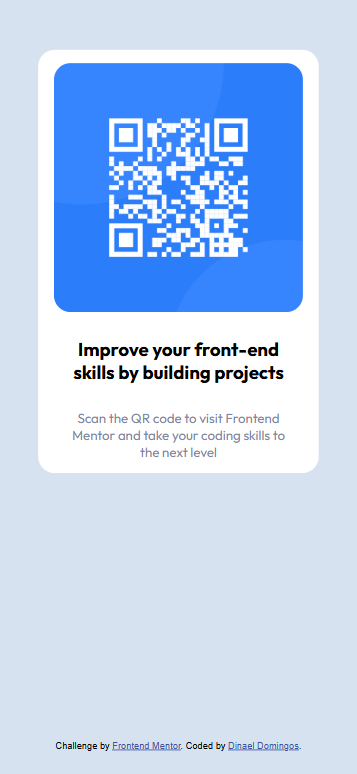 Improve your front-end
skills by building projects
Scan the QR code to visit Frontend
Mentor and take your coding skills to
the next level
Challenge by Frontend Mentor. Coded by Dinael Domingos.